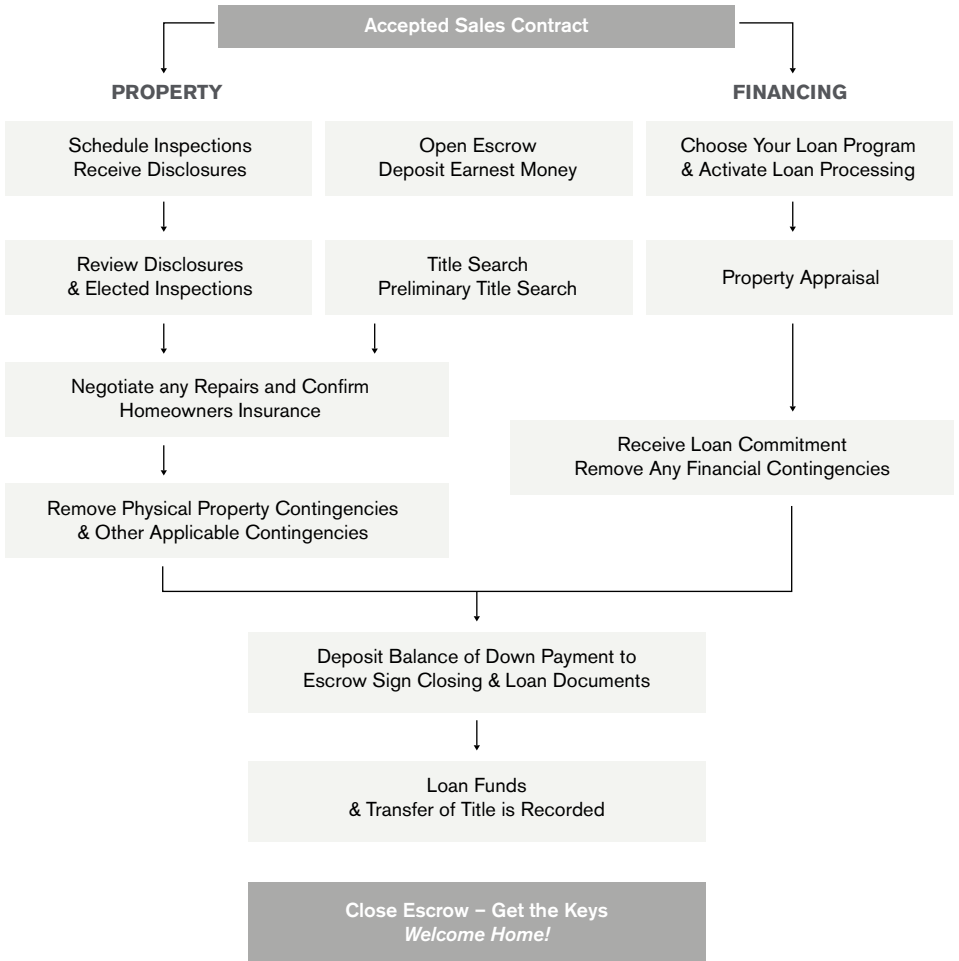 Accepted Sales Contract
PROPERTY
FINANCING
Schedule Inspections
Receive Disclosures
Open Escrow
Deposit Earnest Money
Choose Your Loan Program
& Activate Loan Processing
Review Disclosures
& Elected Inspections
Title Search
Preliminary Title Search
Property Appraisal
Negotiate any Repairs and Confirm
Homeowners Insurance
Receive Loan Commitment
Remove Any Financial Contingencies
Remove Physical Property Contingencies
& Other Applicable Contingencies
Deposit Balance of Down Payment to
Escrow Sign Closing & Loan Documents
Loan Funds
& Transfer of Title is Recorded
Close Escrow – Get the Keys
Welcome Home!